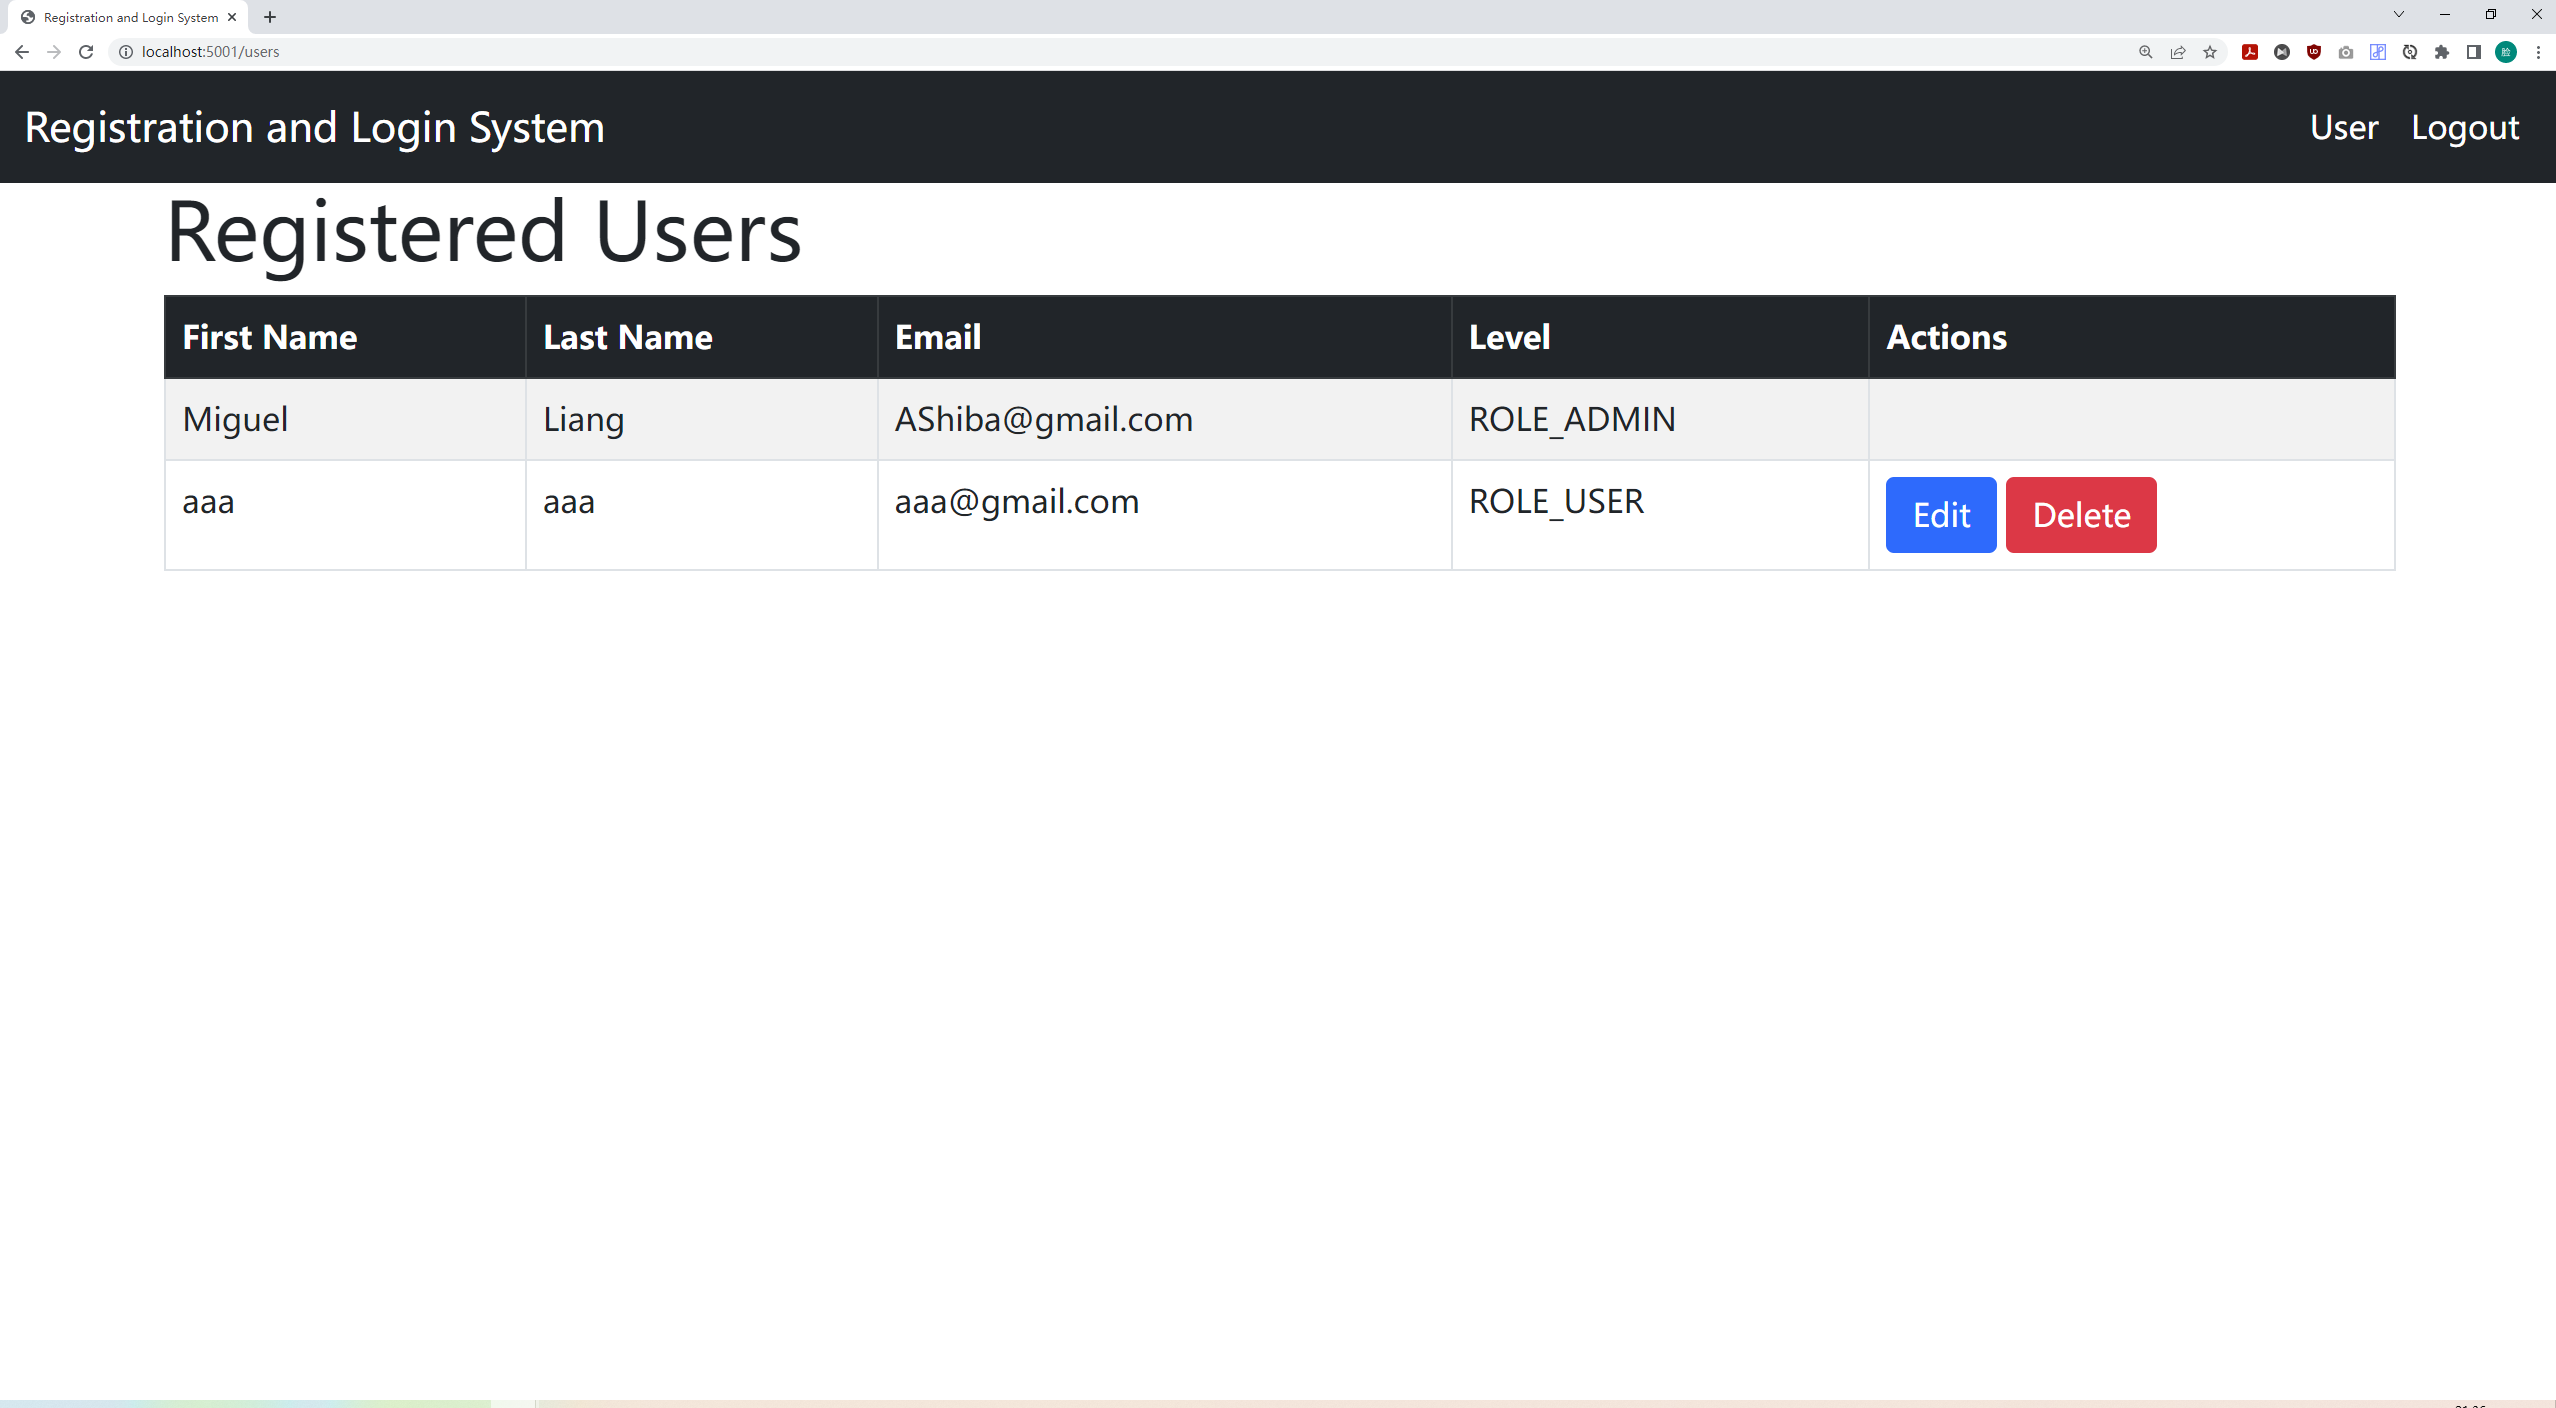 Registration and Login System
localhost:5001/users
Registration and Login System User Logout
Registered Users
First Name Last Name Email Level Actions
Miguel Liang AShiba@gmail.com ROLE_ADMIN
aaa aaa aaa@gmail.com ROLE_USER Edit Delete